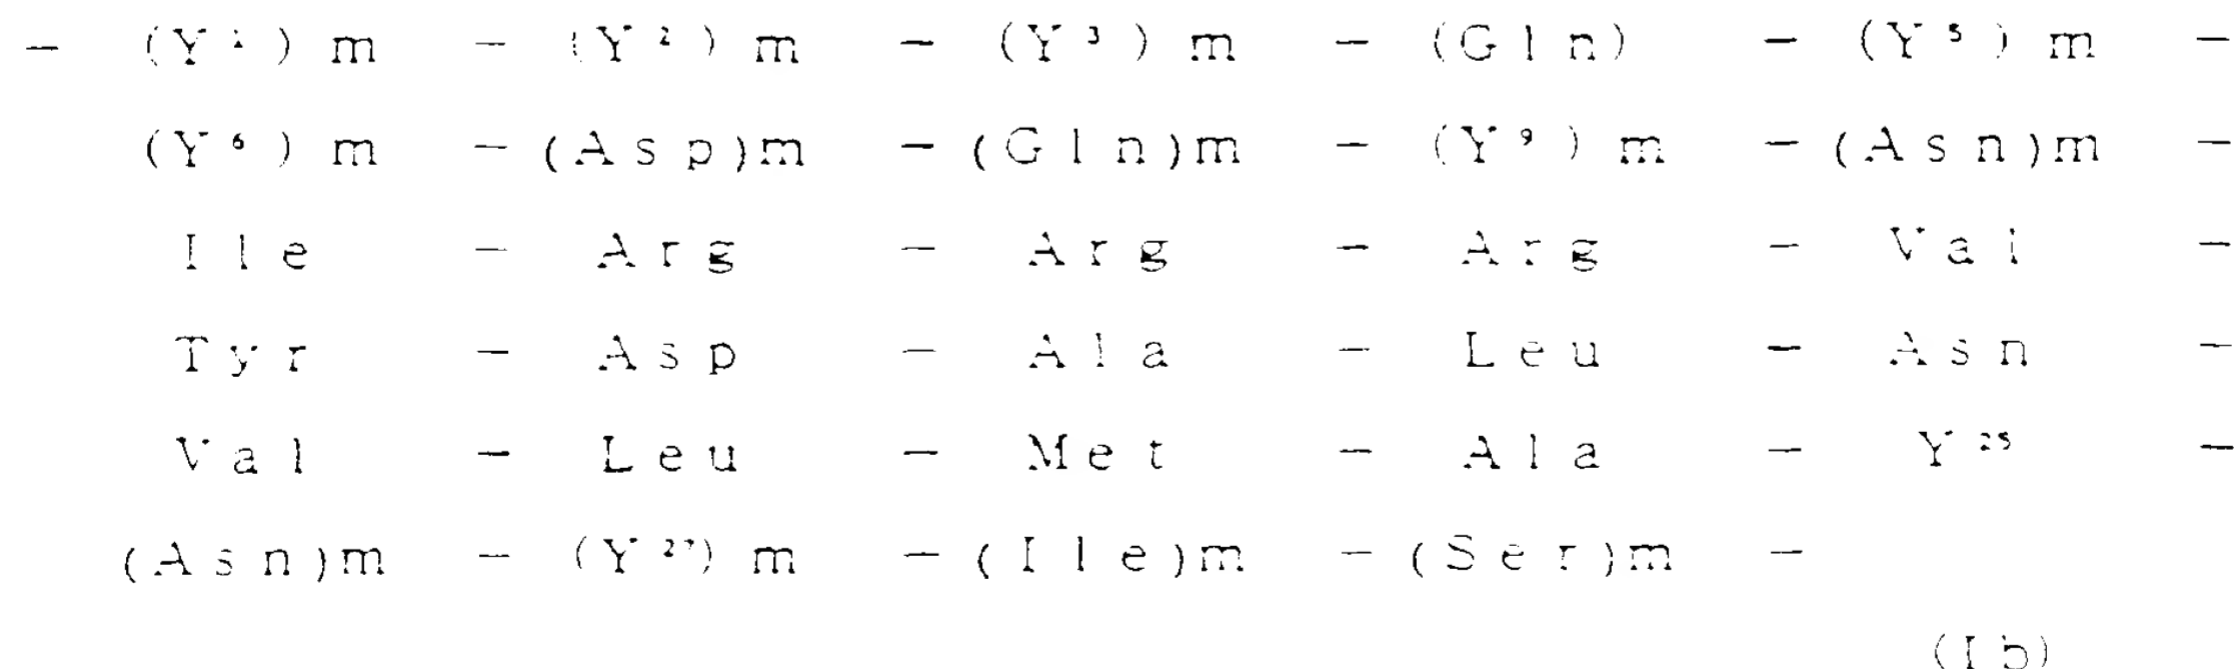 — (Y¹)m — (Y²)m — (Y³)m — (Gln) — (Y⁵)m —
(Y⁶)m — (Asp)m — (Gln)m — (Y⁹)m — (Asn)m —
Ile — Arg — Arg — Arg — Val —
Tyr — Asp — Ala — Leu — Asn —
Val — Leu — Met — Ala — Y²⁵ —
(Asn)m — (Y²⁷)m — (Ile)m — (Ser)m —
(Ib)